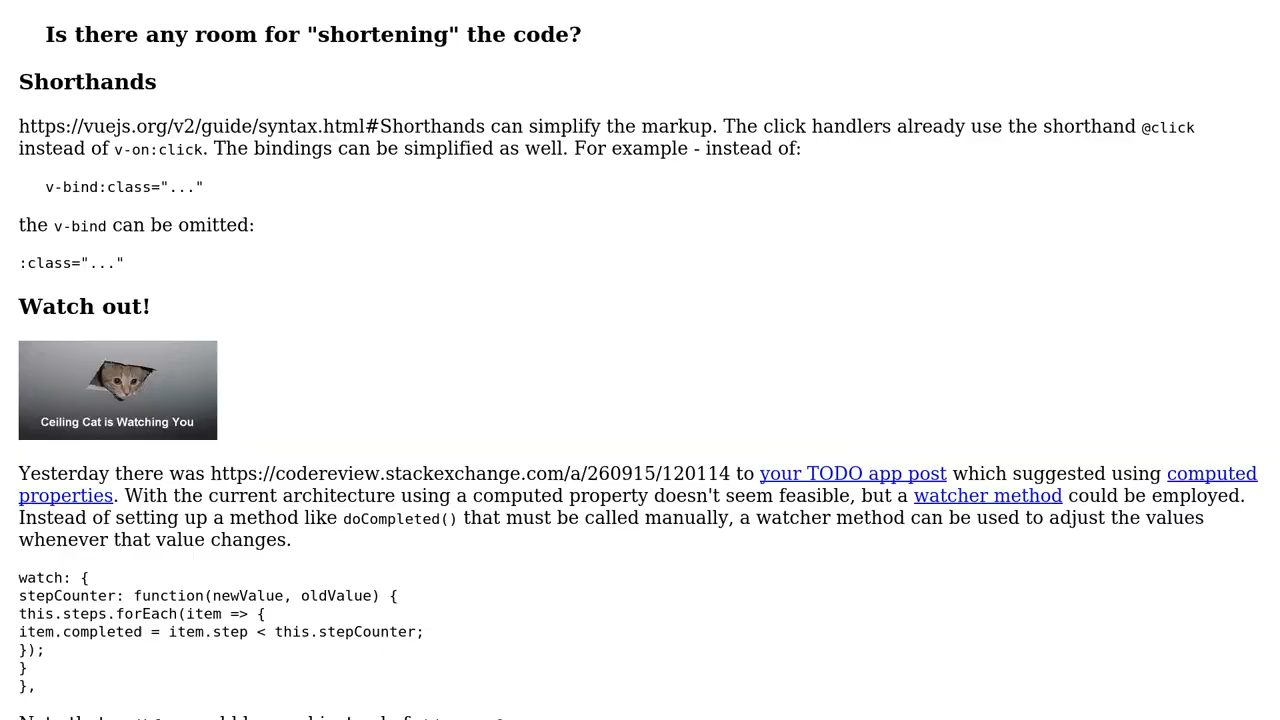 Is there any room for "shortening" the code?
Shorthands
https://vuejs.org/v2/guide/syntax.html#Shorthands can simplify the markup. The click handlers already use the shorthand @click
instead of v-on:click. The bindings can be simplified as well. For example - instead of:
v-bind:class="..."
the v-bind can be omitted:
:class="..."
Watch out!
Ceiling Cat is Watching You
Yesterday there was https://codereview.stackexchange.com/a/260915/120114 to your TODO app post which suggested using computed
properties. With the current architecture using a computed property doesn't seem feasible, but a watcher method could be employed.
Instead of setting up a method like doCompleted() that must be called manually, a watcher method can be used to adjust the values
whenever that value changes.
watch: {
stepCounter: function(newValue, oldValue) {
this.steps.forEach(item => {
item.completed = item.step < this.stepCounter;
});
}
},